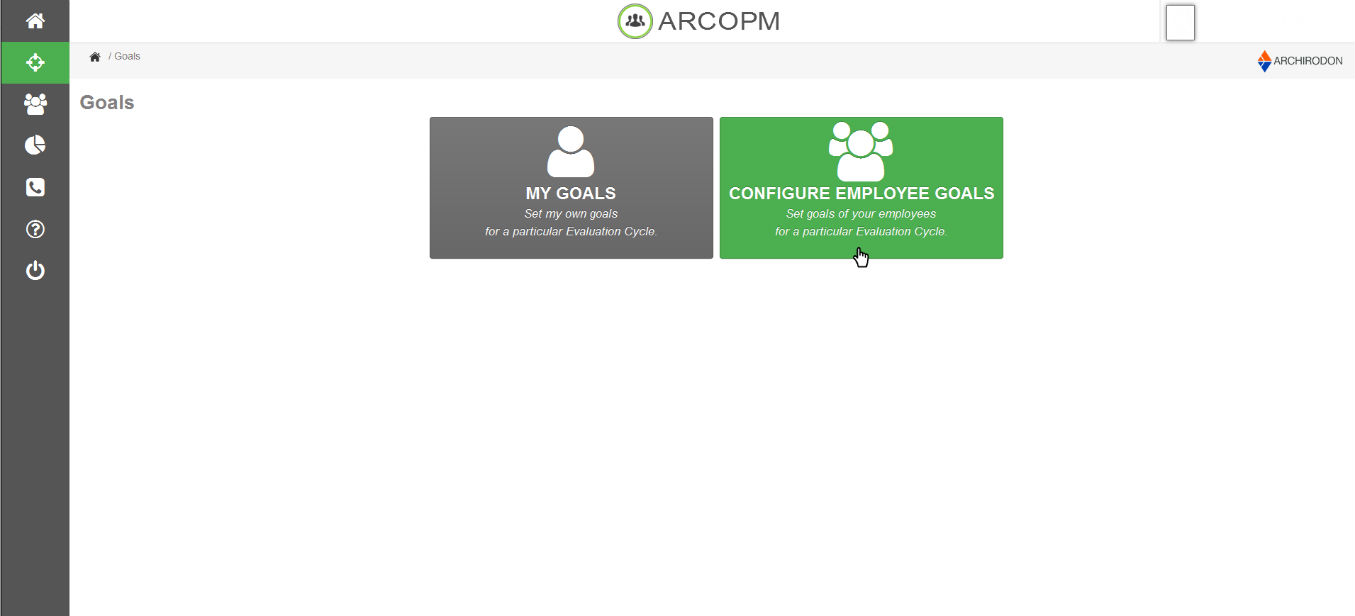 ARCOPM
/ Goals
ARCHIRODON
Goals
MY GOALS
Set my own goals
for a particular Evaluation Cycle.
CONFIGURE EMPLOYEE GOALS
Set goals of your employees
for a particular Evaluation Cycle.